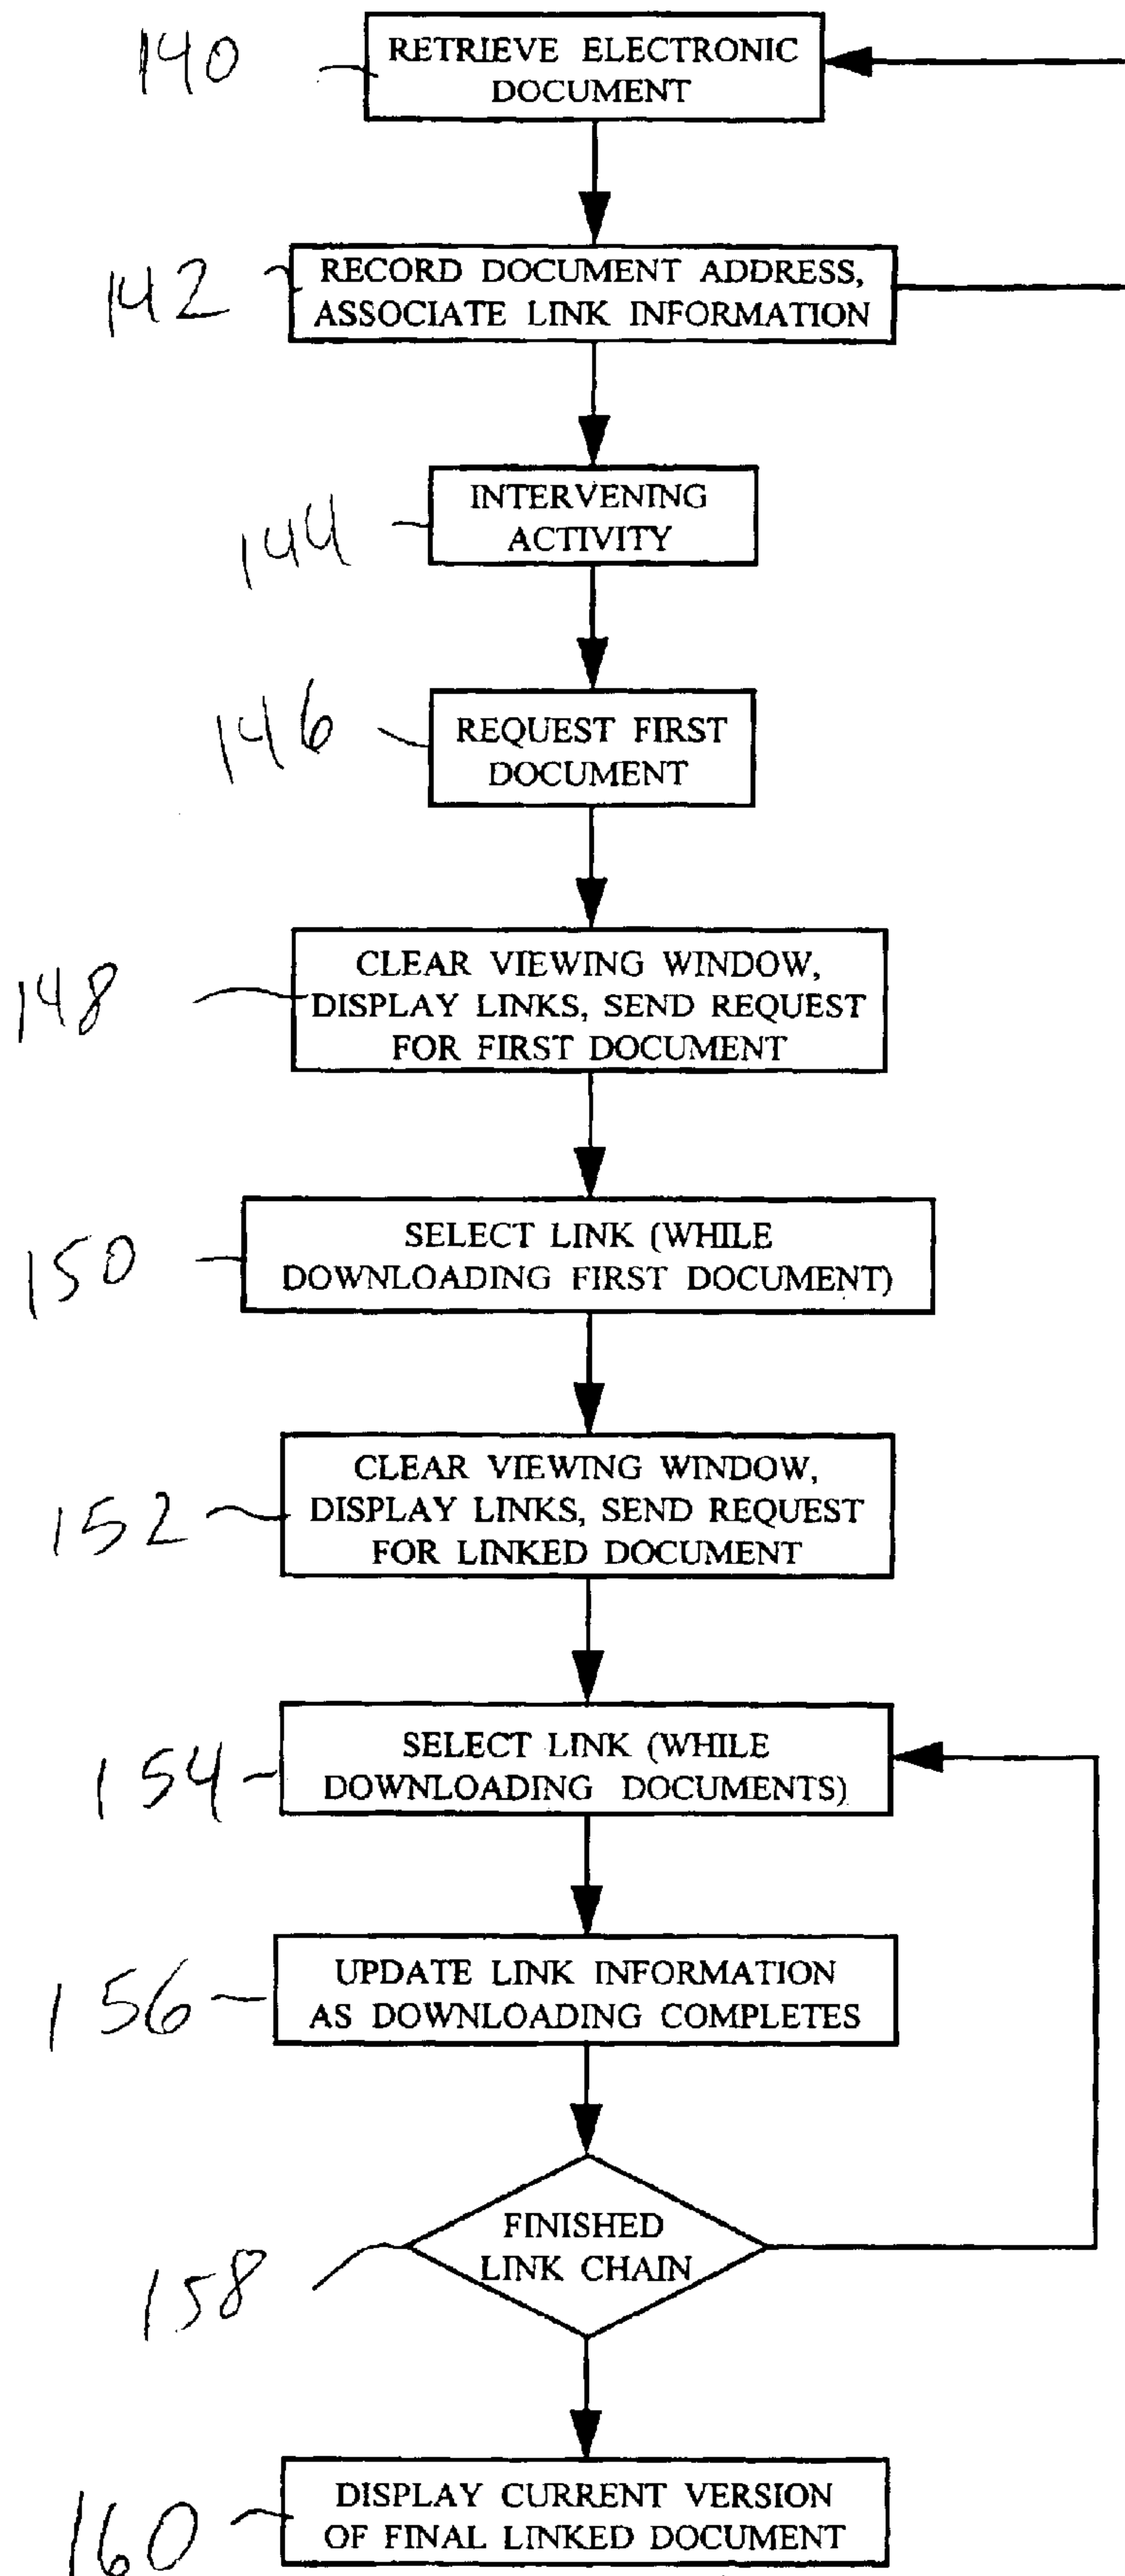 140
RETRIEVE ELECTRONIC
DOCUMENT
142
RECORD DOCUMENT ADDRESS,
ASSOCIATE LINK INFORMATION
144
INTERVENING
ACTIVITY
146
REQUEST FIRST
DOCUMENT
148
CLEAR VIEWING WINDOW,
DISPLAY LINKS, SEND REQUEST
FOR FIRST DOCUMENT
150
SELECT LINK (WHILE
DOWNLOADING FIRST DOCUMENT)
152
CLEAR VIEWING WINDOW,
DISPLAY LINKS, SEND REQUEST
FOR LINKED DOCUMENT
154
SELECT LINK (WHILE
DOWNLOADING DOCUMENTS)
156
UPDATE LINK INFORMATION
AS DOWNLOADING COMPLETES
158
FINISHED
LINK CHAIN
160
DISPLAY CURRENT VERSION
OF FINAL LINKED DOCUMENT